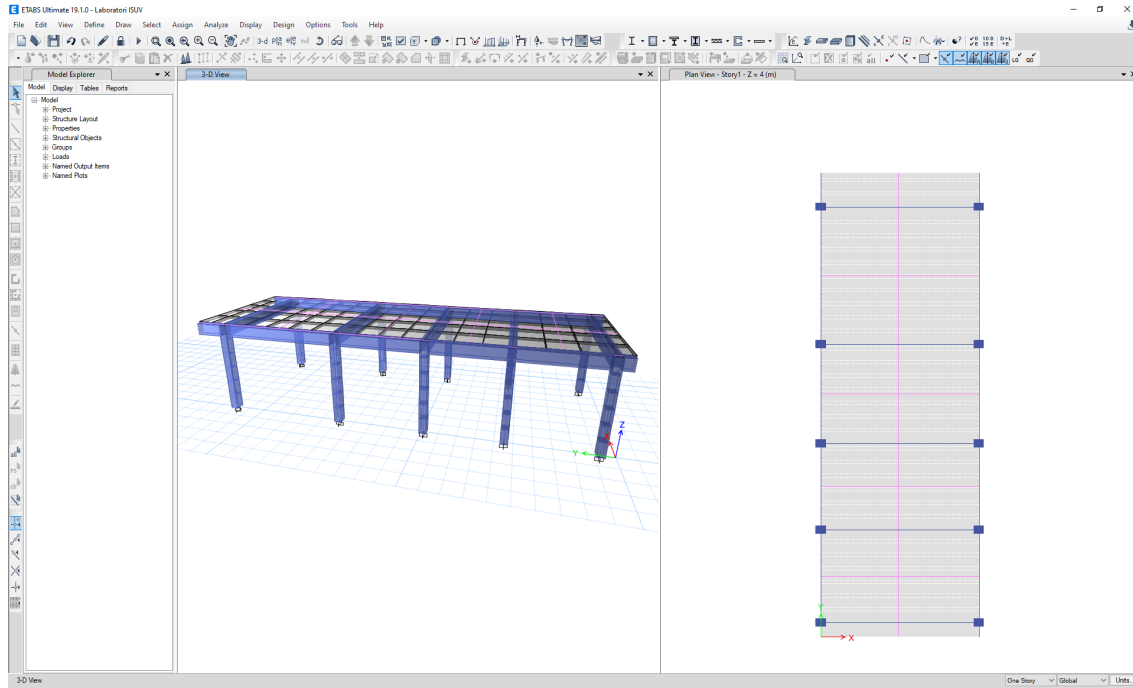 ETABS Ultimate 19.1.0 - Laboratori ISUV
File Edit View Define Draw Select Assign Analyze Display Design Options Tools Help
3-d
Model Explorer
Model Display Tables Reports
Model
Project
Structure Layout
Properties
Structural Objects
Groups
Loads
Named Output Items
Named Plots
3-D View
Z
Y
Plan View - Story1 - Z = 4 (m)
Y
X
3-D View
One Story Global Units...